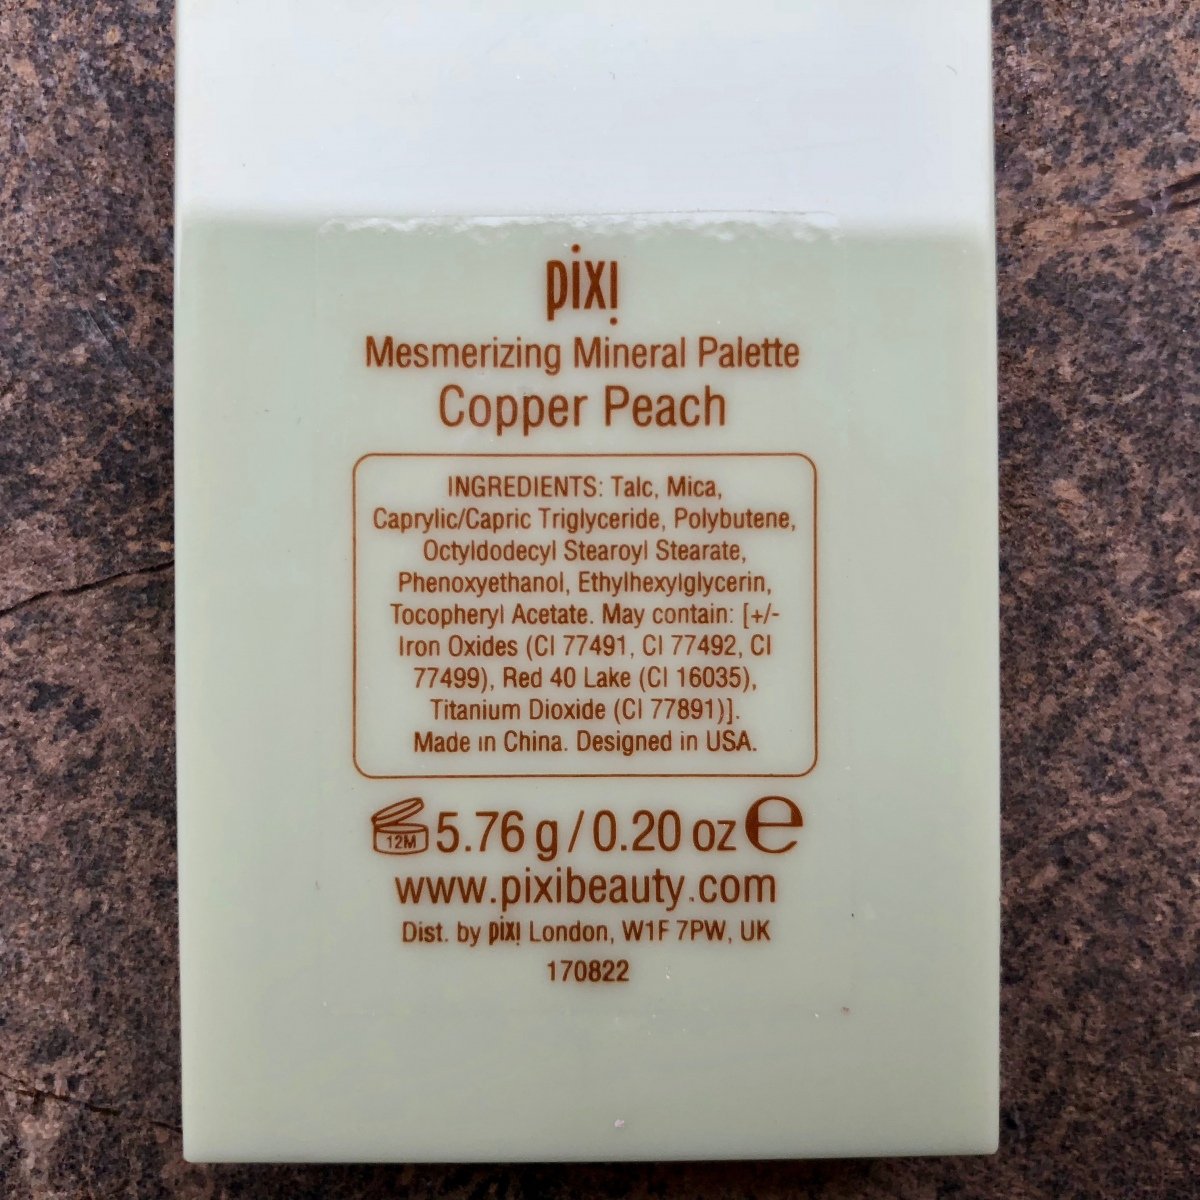 pixi
Mesmerizing Mineral Palette
Copper Peach
INGREDIENTS: Talc, Mica,
Caprylic/Capric Triglyceride, Polybutene,
Octyldodecyl Stearoyl Stearate,
Phenoxyethanol, Ethylhexylglycerin,
Tocopheryl Acetate. May contain: [+/-
Iron Oxides (CI 77491, CI 77492, CI
77499), Red 40 Lake (CI 16035),
Titanium Dioxide (CI 77891)].
Made in China. Designed in USA.
12M 5.76 g / 0.20 oz e
www.pixibeauty.com
Dist. by pixi London, W1F 7PW, UK
170822